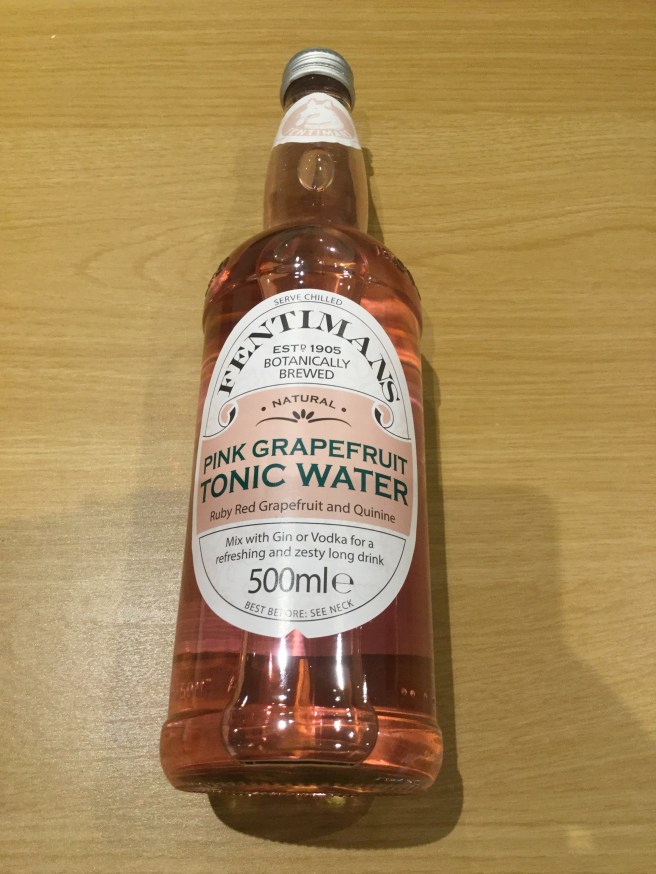 FENTIMANS
SERVE CHILLED
FENTIMANS
ESTD 1905
BOTANICALLY
BREWED
• NATURAL •
PINK GRAPEFRUIT
TONIC WATER
Ruby Red Grapefruit and Quinine
Mix with Gin or Vodka for a
refreshing and zesty long drink
500ml℮
BEST BEFORE: SEE NECK